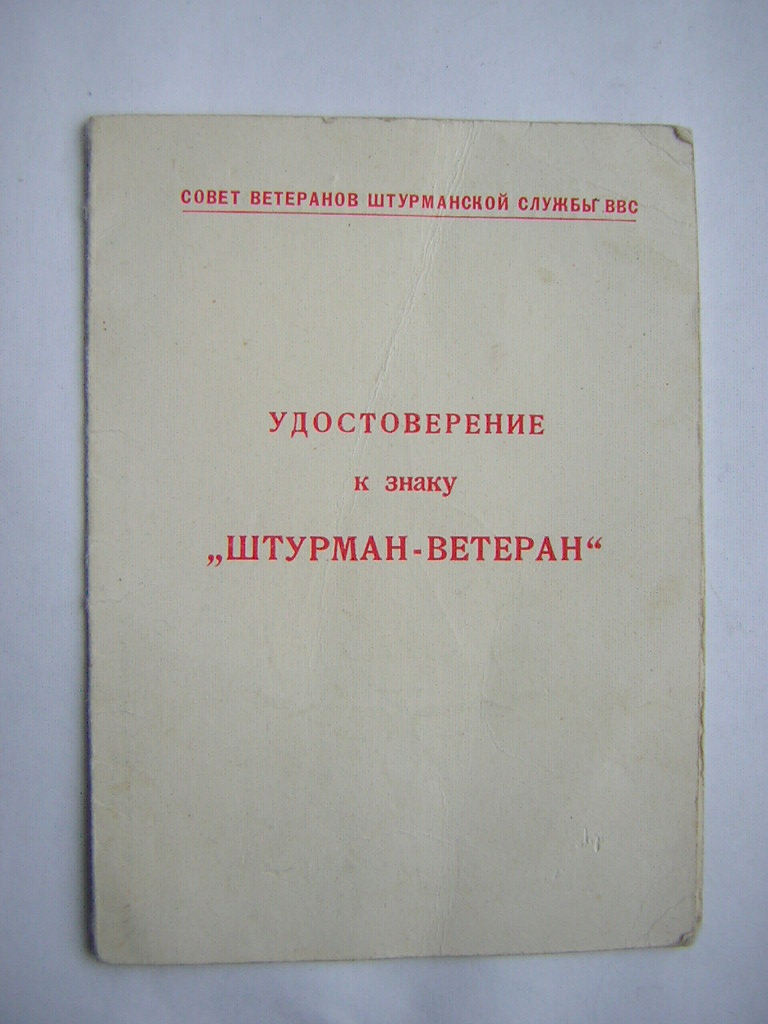 СОВЕТ ВЕТЕРАНОВ ШТУРМАНСКОЙ СЛУЖБЫ ВВС
УДОСТОВЕРЕНИЕ
к знаку
„ШТУРМАН-ВЕТЕРАН“